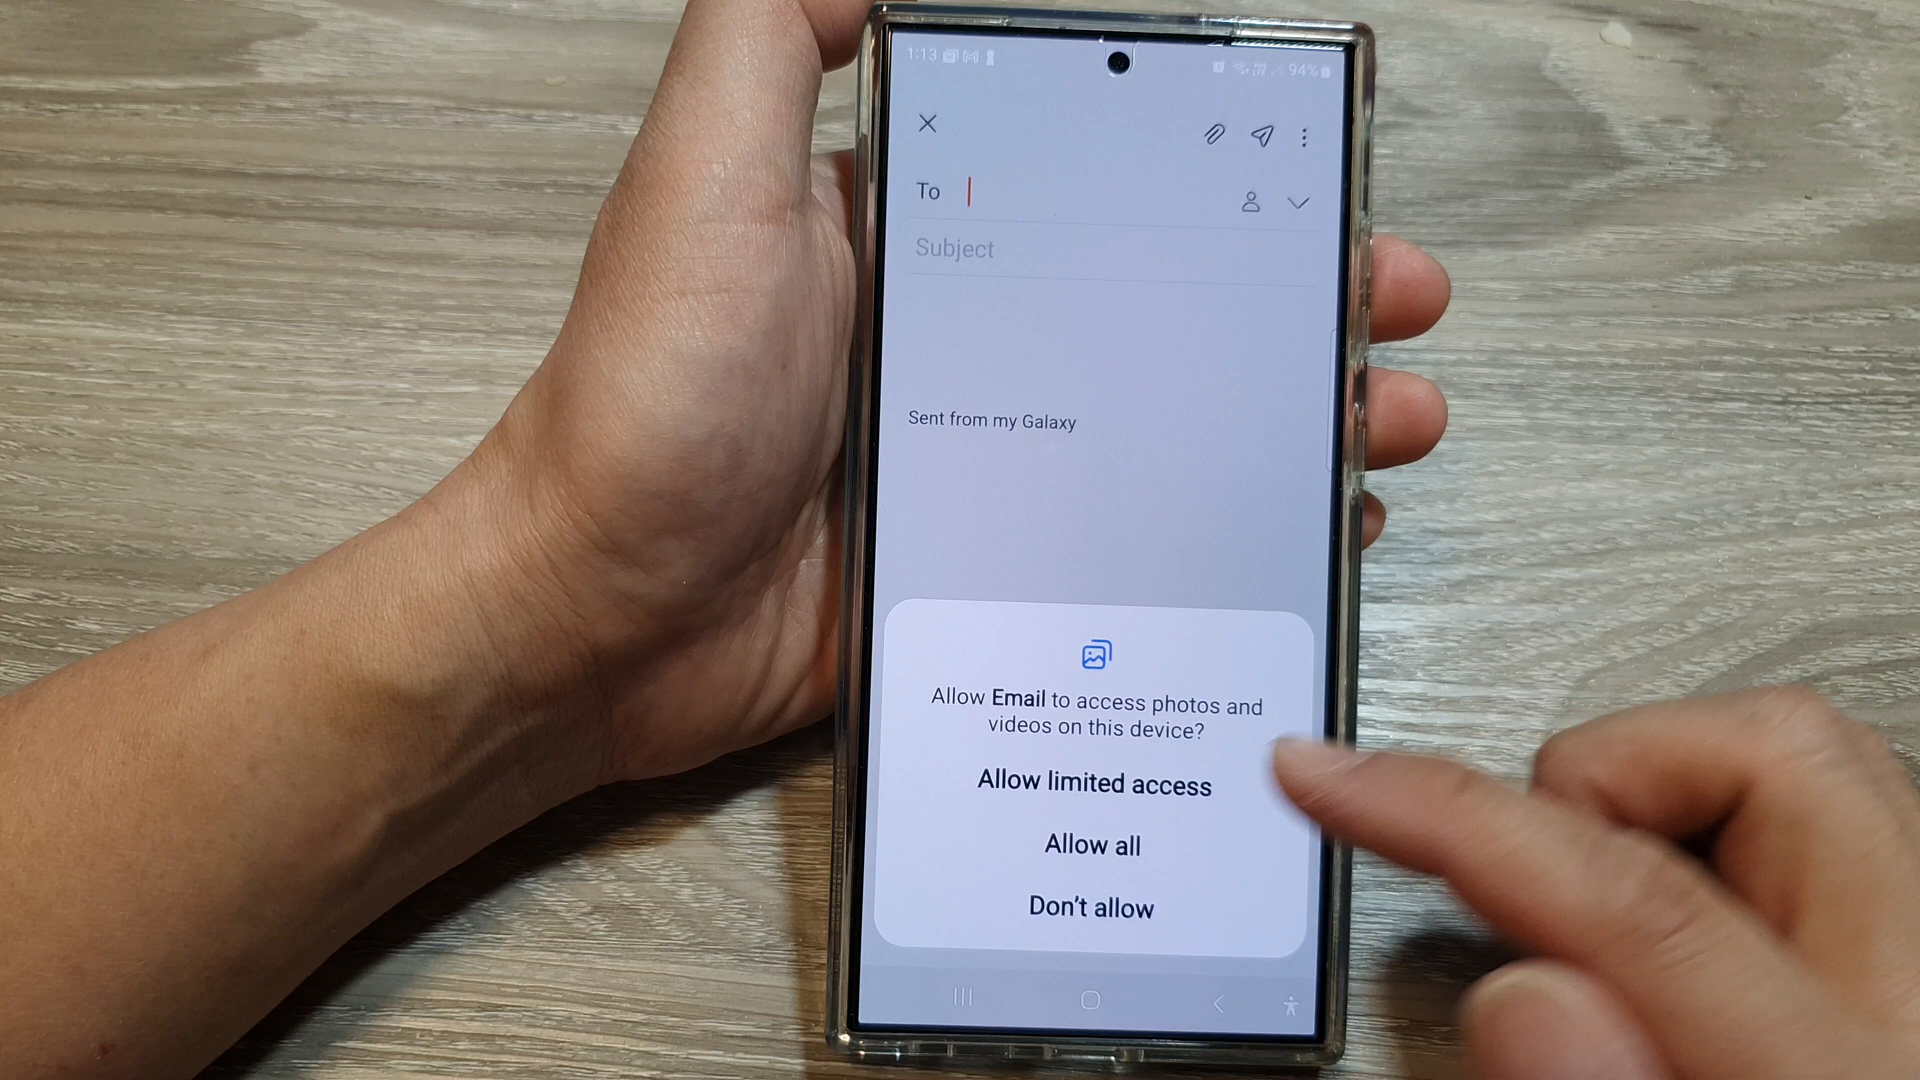 1:13
94%
To
Subject
Sent from my Galaxy
Allow Email to access photos and
videos on this device?
Allow limited access
Allow all
Don't allow